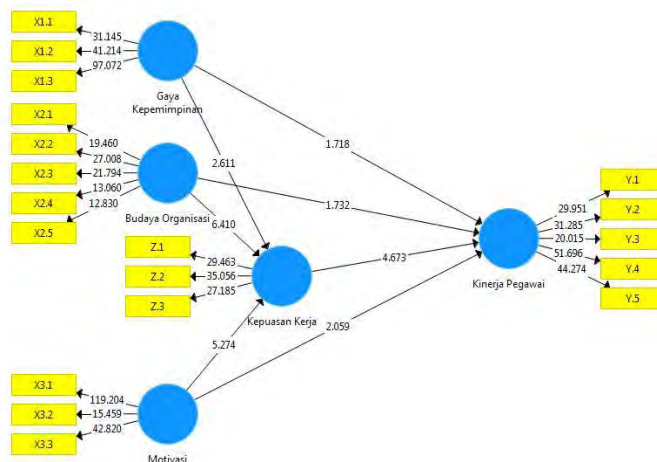 X1.1
X1.2
X1.3
31.145
41.214
97.072
Gaya
Kepemimpinan
X2.1
X2.2
X2.3
X2.4
X2.5
19.460
27.008
21.794
13.060
12.830
Budaya Organisasi
2.611
1.718
1.732
6.410
Z.1
Z.2
Z.3
29.463
35.056
27.185
Kepuasan Kerja
4.673
2.059
5.274
Y.1
Y.2
Y.3
Y.4
Y.5
29.951
31.285
20.015
51.696
44.274
Kinerja Pegawai
X3.1
X3.2
X3.3
119.204
15.459
42.820
Motivasi